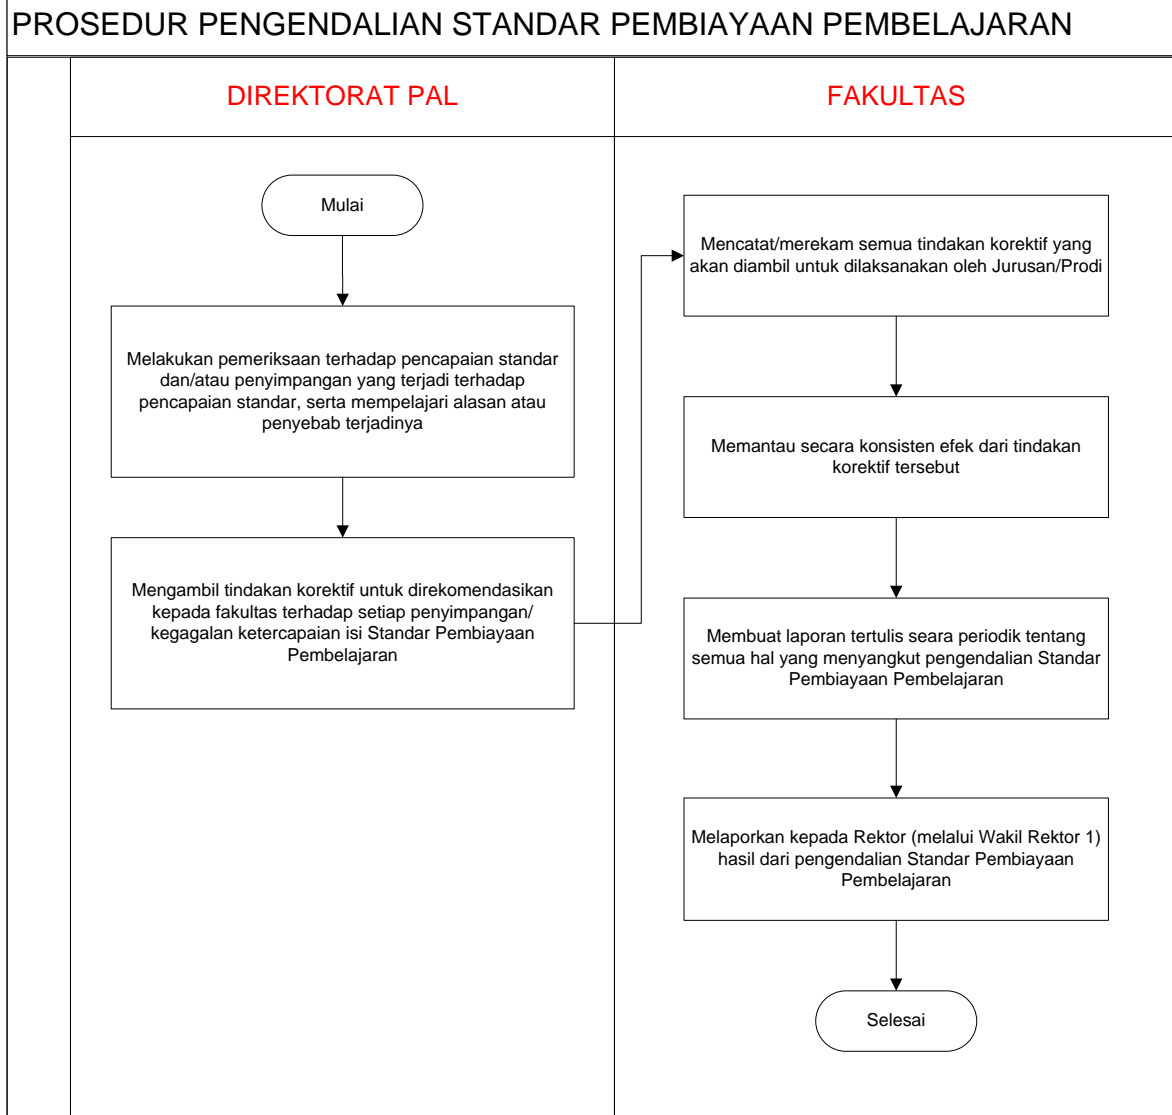 PROSEDUR PENGENDALIAN STANDAR PEMBIAYAAN PEMBELAJARAN
DIREKTORAT PAL
FAKULTAS
Mulai
Melakukan pemeriksaan terhadap pencapaian standar
dan/atau penyimpangan yang terjadi terhadap
pencapaian standar, serta mempelajari alasan atau
penyebab terjadinya
Mengambil tindakan korektif untuk direkomendasikan
kepada fakultas terhadap setiap penyimpangan/
kegagalan ketercapaian isi Standar Pembiayaan
Pembelajaran
Mencatat/merekam semua tindakan korektif yang
akan diambil untuk dilaksanakan oleh Jurusan/Prodi
Memantau secara konsisten efek dari tindakan
korektif tersebut
Membuat laporan tertulis seara periodik tentang
semua hal yang menyangkut pengendalian Standar
Pembiayaan Pembelajaran
Melaporkan kepada Rektor (melalui Wakil Rektor 1)
hasil dari pengendalian Standar Pembiayaan
Pembelajaran
Selesai